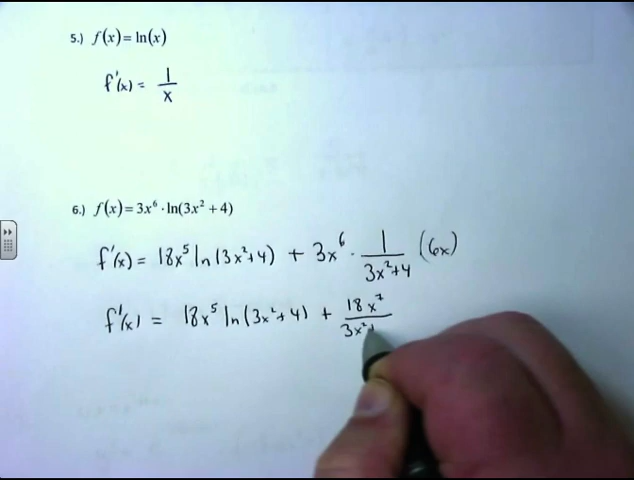 5.) f(x) = ln(x)
f'(x) = 1/x
6.) f(x) = 3x⁶ · ln(3x² + 4)
f'(x) = 18x⁵ ln(3x²+4) + 3x⁶ · 1/(3x²+4) (6x)
f'(x) = 18x⁵ ln(3x²+4) + 18x⁷/3x²+